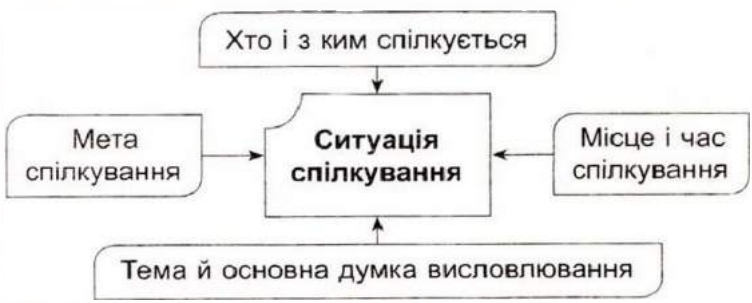 Хто і з ким спілкується
Мета
спілкування
Ситуація
спілкування
Місце і час
спілкування
Тема й основна думка висловлювання